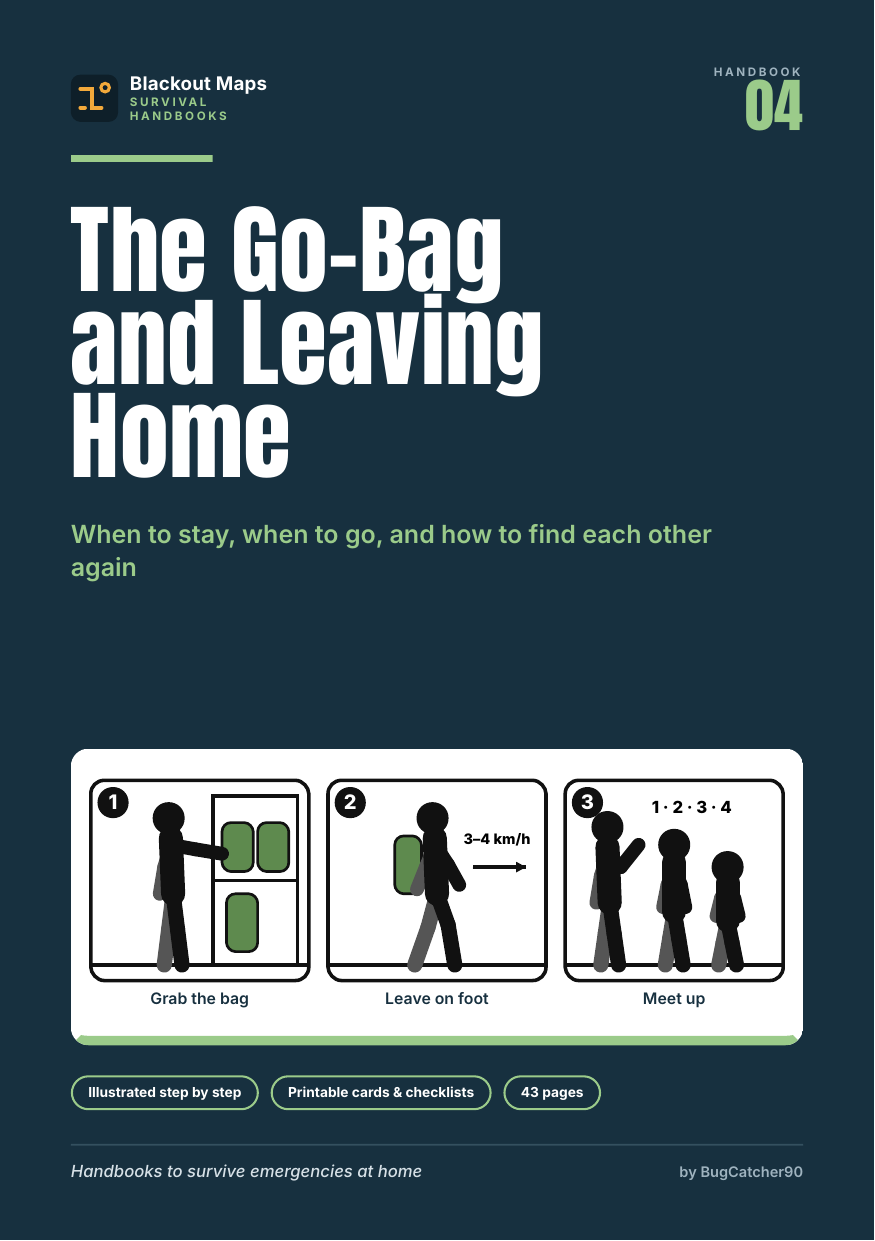 Blackout Maps
SURVIVAL
HANDBOOKS
HANDBOOK
04
The Go-Bag
and Leaving
Home
When to stay, when to go, and how to find each other
again
1
2
3–4 km/h
3
1 · 2 · 3 · 4
Grab the bag
Leave on foot
Meet up
Illustrated step by step
Printable cards & checklists
43 pages
Handbooks to survive emergencies at home
by BugCatcher90